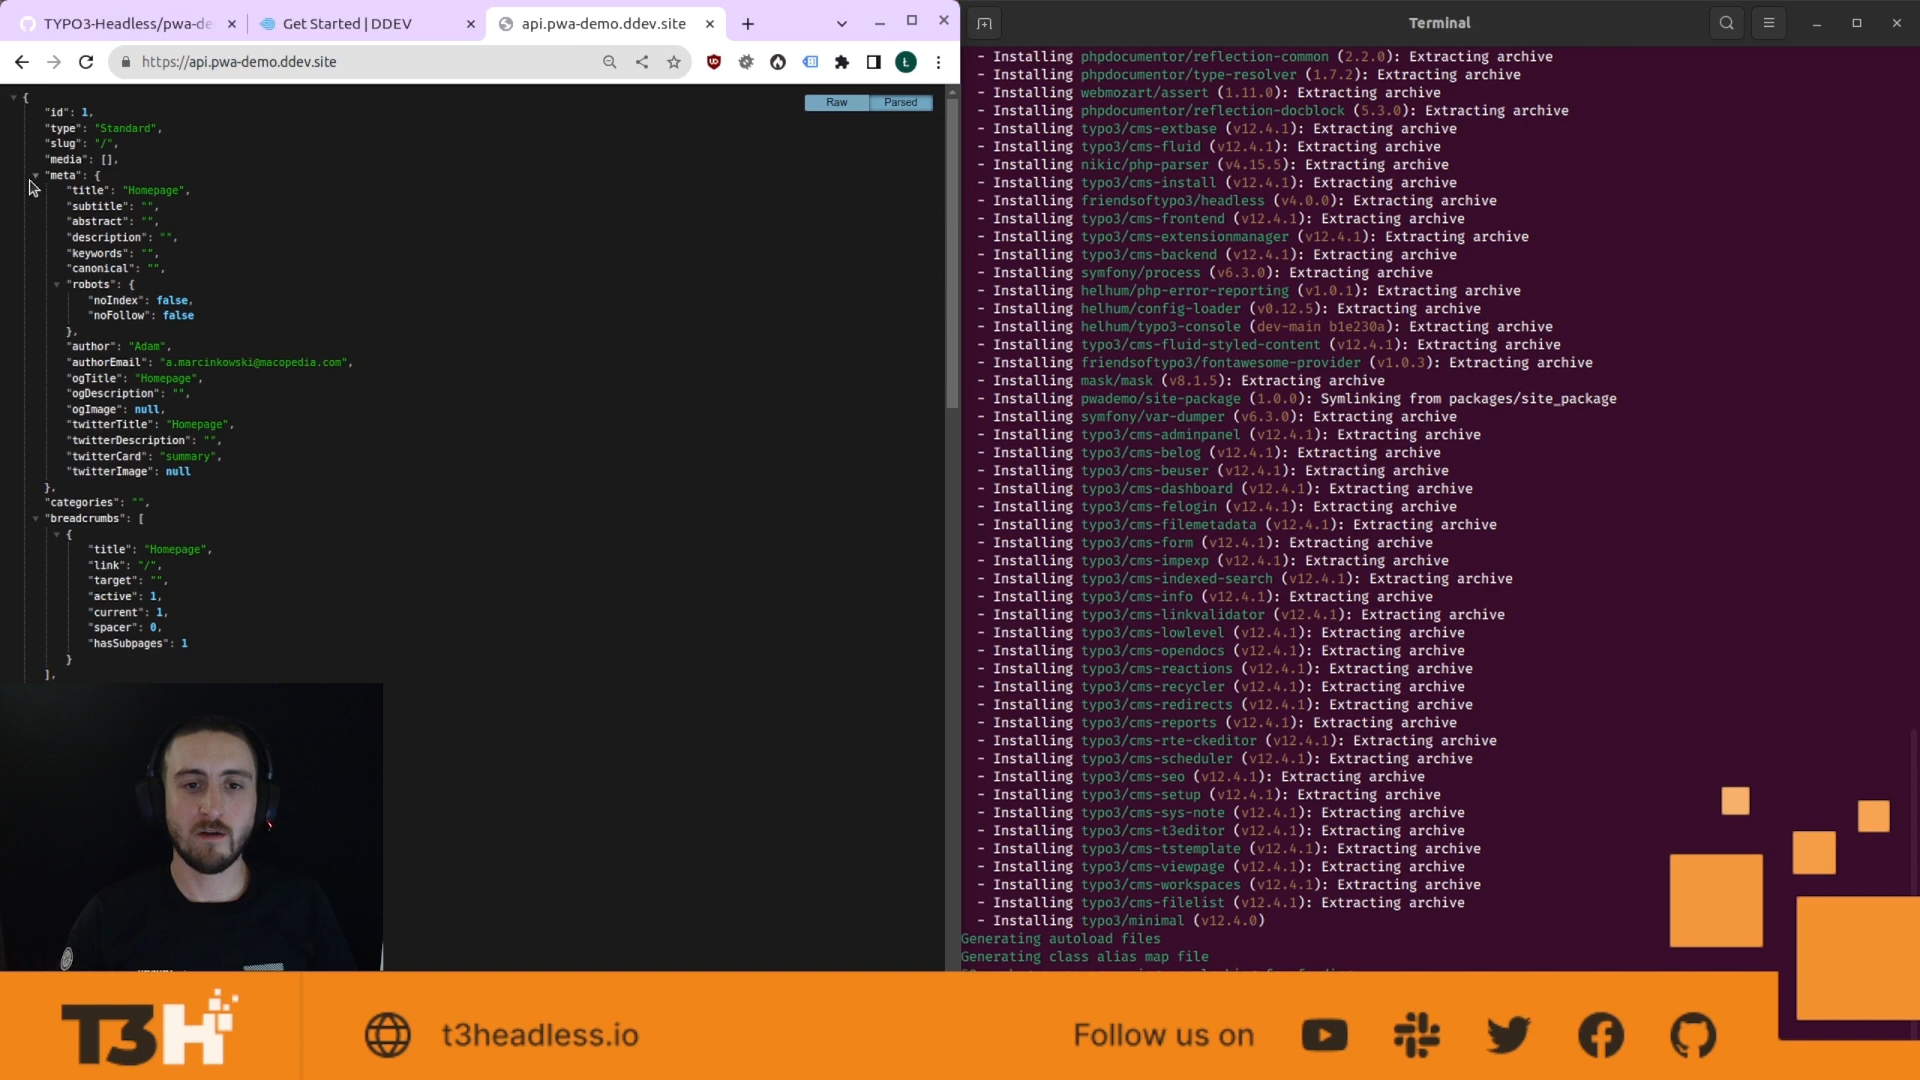 TYPO3-Headless/pwa-de
Get Started | DDEV
api.pwa-demo.ddev.site
https://api.pwa-demo.ddev.site
Raw
Parsed
{
"id": 1,
"type": "Standard",
"slug": "/",
"media": [],
"meta": {
"title": "Homepage",
"subtitle": "",
"abstract": "",
"description": "",
"keywords": "",
"canonical": "",
"robots": {
"noIndex": false,
"noFollow": false
},
"author": "Adam",
"authorEmail": "a.marcinkowski@macopedia.com",
"ogTitle": "Homepage",
"ogDescription": "",
"ogImage": null,
"twitterTitle": "Homepage",
"twitterDescription": "",
"twitterCard": "summary",
"twitterImage": null
},
"categories": "",
"breadcrumbs": [
{
"title": "Homepage",
"link": "/",
"target": "",
"active": 1,
"current": 1,
"spacer": 0,
"hasSubpages": 1
}
],
Terminal
- Installing phpdocumentor/reflection-common (2.2.0): Extracting archive
- Installing phpdocumentor/type-resolver (1.7.2): Extracting archive
- Installing webmozart/assert (1.11.0): Extracting archive
- Installing phpdocumentor/reflection-docblock (5.3.0): Extracting archive
- Installing typo3/cms-extbase (v12.4.1): Extracting archive
- Installing typo3/cms-fluid (v12.4.1): Extracting archive
- Installing nikic/php-parser (v4.15.5): Extracting archive
- Installing typo3/cms-install (v12.4.1): Extracting archive
- Installing friendsoftypo3/headless (v4.0.0): Extracting archive
- Installing typo3/cms-frontend (v12.4.1): Extracting archive
- Installing typo3/cms-extensionmanager (v12.4.1): Extracting archive
- Installing typo3/cms-backend (v12.4.1): Extracting archive
- Installing symfony/process (v6.3.0): Extracting archive
- Installing helhum/php-error-reporting (v1.0.1): Extracting archive
- Installing helhum/config-loader (v0.12.5): Extracting archive
- Installing helhum/typo3-console (dev-main b1e230a): Extracting archive
- Installing typo3/cms-fluid-styled-content (v12.4.1): Extracting archive
- Installing friendsoftypo3/fontawesome-provider (v1.0.3): Extracting archive
- Installing mask/mask (v8.1.5): Extracting archive
- Installing pwademo/site-package (1.0.0): Symlinking from packages/site_package
- Installing symfony/var-dumper (v6.3.0): Extracting archive
- Installing typo3/cms-adminpanel (v12.4.1): Extracting archive
- Installing typo3/cms-belog (v12.4.1): Extracting archive
- Installing typo3/cms-beuser (v12.4.1): Extracting archive
- Installing typo3/cms-dashboard (v12.4.1): Extracting archive
- Installing typo3/cms-felogin (v12.4.1): Extracting archive
- Installing typo3/cms-filemetadata (v12.4.1): Extracting archive
- Installing typo3/cms-form (v12.4.1): Extracting archive
- Installing typo3/cms-impexp (v12.4.1): Extracting archive
- Installing typo3/cms-indexed-search (v12.4.1): Extracting archive
- Installing typo3/cms-info (v12.4.1): Extracting archive
- Installing typo3/cms-linkvalidator (v12.4.1): Extracting archive
- Installing typo3/cms-lowlevel (v12.4.1): Extracting archive
- Installing typo3/cms-opendocs (v12.4.1): Extracting archive
- Installing typo3/cms-reactions (v12.4.1): Extracting archive
- Installing typo3/cms-recycler (v12.4.1): Extracting archive
- Installing typo3/cms-redirects (v12.4.1): Extracting archive
- Installing typo3/cms-reports (v12.4.1): Extracting archive
- Installing typo3/cms-rte-ckeditor (v12.4.1): Extracting archive
- Installing typo3/cms-scheduler (v12.4.1): Extracting archive
- Installing typo3/cms-seo (v12.4.1): Extracting archive
- Installing typo3/cms-setup (v12.4.1): Extracting archive
- Installing typo3/cms-sys-note (v12.4.1): Extracting archive
- Installing typo3/cms-t3editor (v12.4.1): Extracting archive
- Installing typo3/cms-tstemplate (v12.4.1): Extracting archive
- Installing typo3/cms-viewpage (v12.4.1): Extracting archive
- Installing typo3/cms-workspaces (v12.4.1): Extracting archive
- Installing typo3/cms-filelist (v12.4.1): Extracting archive
- Installing typo3/minimal (v12.4.0)
Generating autoload files
Generating class alias map file
T3H
t3headless.io
Follow us on